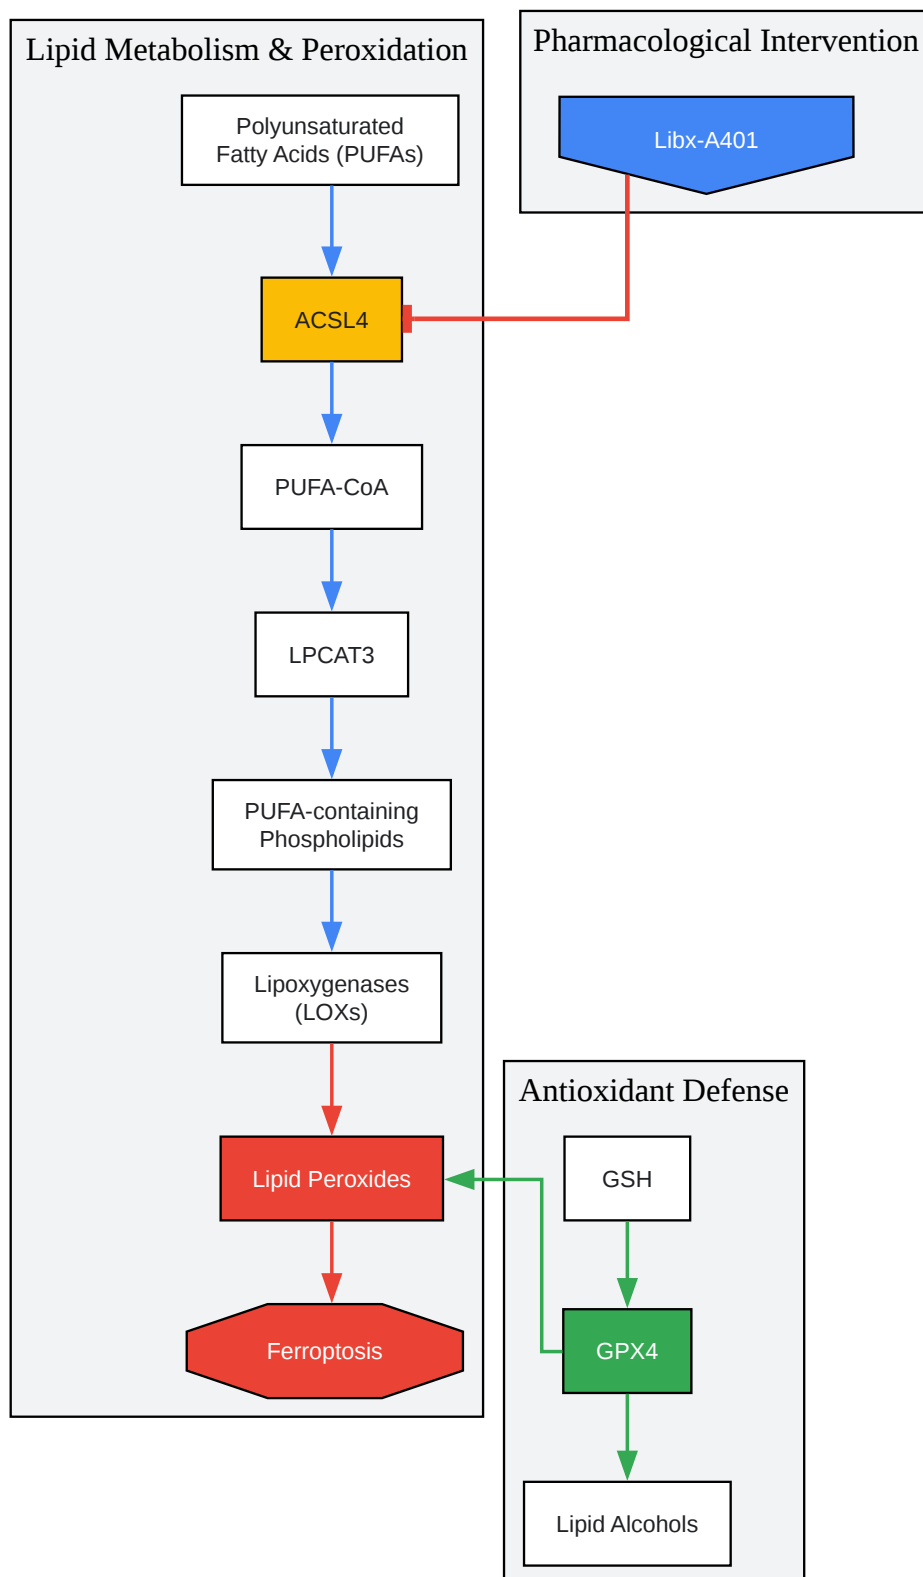 Lipid Metabolism & Peroxidation
Polyunsaturated
Fatty Acids (PUFAs)
ACSL4
PUFA-CoA
LPCAT3
PUFA-containing
Phospholipids
Lipoxygenases
(LOXs)
Lipid Peroxides
Ferroptosis
Pharmacological Intervention
Libx-A401
Antioxidant Defense
GSH
GPX4
Lipid Alcohols